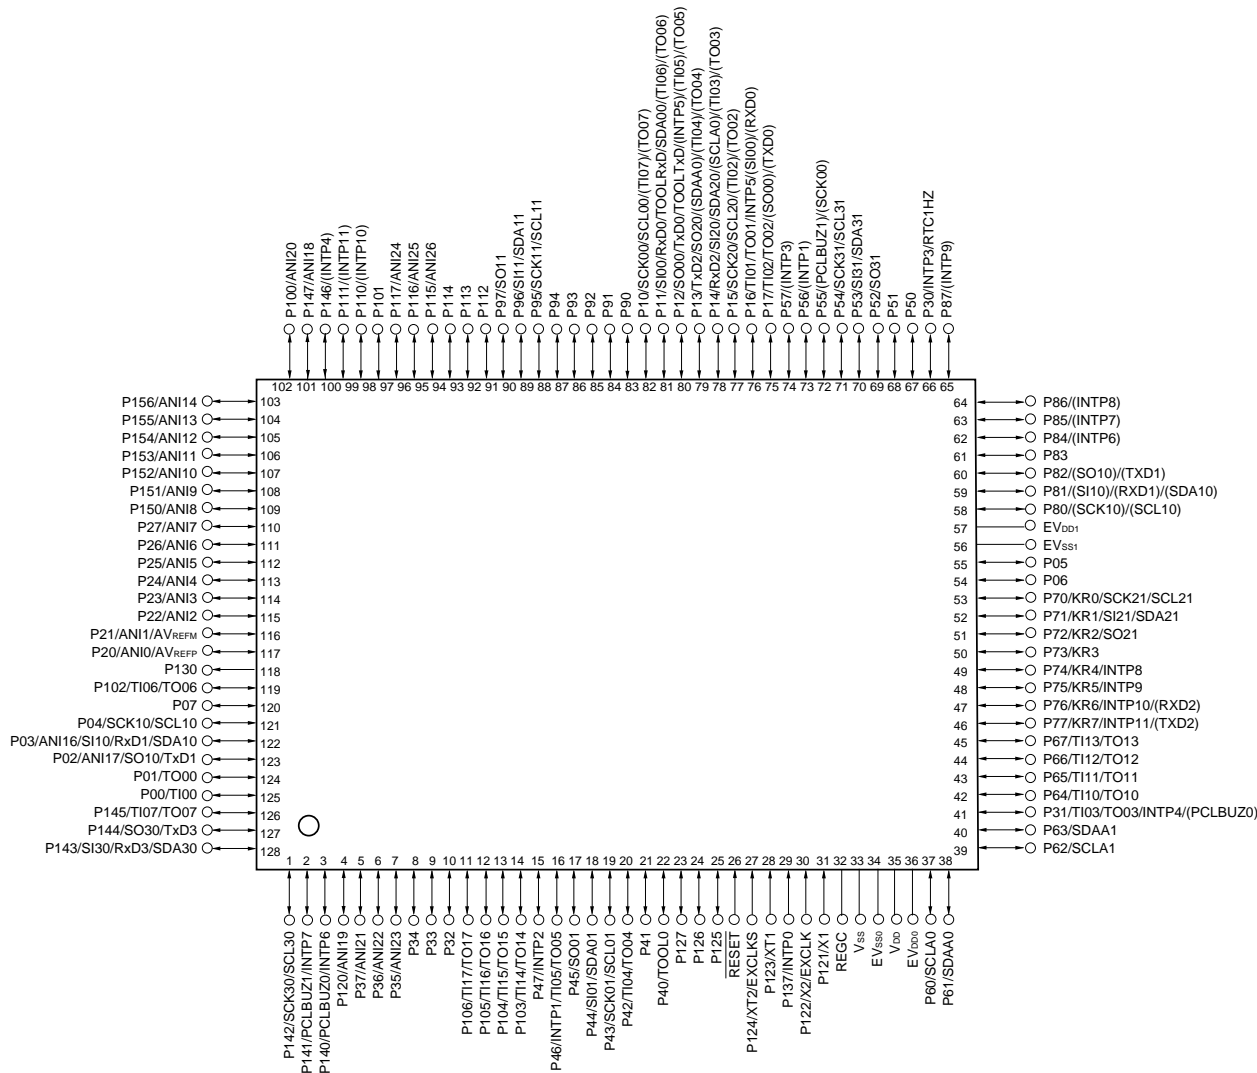 P100/ANI20
P147/ANI18
P146/(INTP4)
P111/(INTP11)
P110/(INTP10)
P101
P117/ANI24
P116/ANI25
P115/ANI26
P114
P113
P112
P97/SO11
P96/SI11/SDA11
P95/SCK11/SCL11
P94
P93
P92
P91
P90
P10/SCK00/SCL00/(TI07)/(TO07)
P11/SI00/RxD0/TOOLRxD/SDA00/(TI06)/(TO06)
P12/SO00/TxD0/TOOLTxD/(INTP5)/(TI05)/(TO05)
P13/TxD2/SO20/(SDAA0)/(TI04)/(TO04)
P14/RxD2/SI20/SDA20/(SCLA0)/(TI03)/(TO03)
P15/SCK20/SCL20/(TI02)/(TO02)
P16/TI01/TO01/INTP5/(SI00)/(RXD0)
P17/TI02/TO02/(SO00)/(TXD0)
P57/(INTP3)
P56/(INTP1)
P55/(PCLBUZ1)/(SCK00)
P54/SCK31/SCL31
P53/SI31/SDA31
P52/SO31
P51
P50
P30/INTP3/RTC1HZ
P87/(INTP9)
102 101 100 99 98 97 96 95 94 93 92 91 90 89 88 87 86 85 84 83 82 81 80 79 78 77 76 75 74 73 72 71 70 69 68 67 66 65
P156/ANI14 103
P155/ANI13 104
P154/ANI12 105
P153/ANI11 106
P152/ANI10 107
P151/ANI9 108
P150/ANI8 109
P27/ANI7 110
P26/ANI6 111
P25/ANI5 112
P24/ANI4 113
P23/ANI3 114
P22/ANI2 115
P21/ANI1/AVREFM 116
P20/ANI0/AVREFP 117
P130 118
P102/TI06/TO06 119
P07 120
P04/SCK10/SCL10 121
P03/ANI16/SI10/RxD1/SDA10 122
P02/ANI17/SO10/TxD1 123
P01/TO00 124
P00/TI00 125
P145/TI07/TO07 126
P144/SO30/TxD3 127
P143/SI30/RxD3/SDA30 128
64 P86/(INTP8)
63 P85/(INTP7)
62 P84/(INTP6)
61 P83
60 P82/(SO10)/(TXD1)
59 P81/(SI10)/(RXD1)/(SDA10)
58 P80/(SCK10)/(SCL10)
57 EVDD1
56 EVSS1
55 P05
54 P06
53 P70/KR0/SCK21/SCL21
52 P71/KR1/SI21/SDA21
51 P72/KR2/SO21
50 P73/KR3
49 P74/KR4/INTP8
48 P75/KR5/INTP9
47 P76/KR6/INTP10/(RXD2)
46 P77/KR7/INTP11/(TXD2)
45 P67/TI13/TO13
44 P66/TI12/TO12
43 P65/TI11/TO11
42 P64/TI10/TO10
41 P31/TI03/TO03/INTP4/(PCLBUZ0)
40 P63/SDAA1
39 P62/SCLA1
1 2 3 4 5 6 7 8 9 10 11 12 13 14 15 16 17 18 19 20 21 22 23 24 25 26 27 28 29 30 31 32 33 34 35 36 37 38
P142/SCK30/SCL30
P141/PCLBUZ1/INTP7
P140/PCLBUZ0/INTP6
P120/ANI19
P37/ANI21
P36/ANI22
P35/ANI23
P34
P33
P32
P106/TI17/TO17
P105/TI16/TO16
P104/TI15/TO15
P103/TI14/TO14
P47/INTP2
P46/INTP1/TI05/TO05
P45/SO01
P44/SI01/SDA01
P43/SCK01/SCL01
P42/TI04/TO04
P41
P40/TOOL0
P127
P126
P125
RESET
P124/XT2/EXCLKS
P123/XT1
P137/INTP0
P122/X2/EXCLK
P121/X1
REGC
VSS
EVSS0
VDD
EVDD0
P60/SCLA0
P61/SDAA0